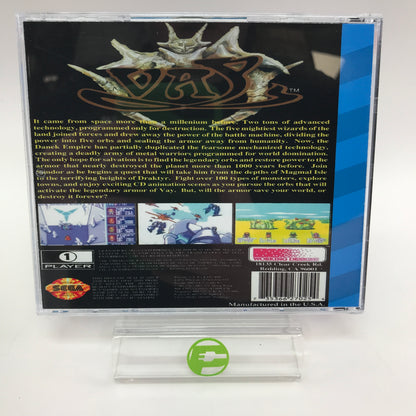 VAY
TM
It came from space more than a millenium before. Two tons of advanced
technology, programmed only for destruction. The five mightiest wizards of the
land joined forces and drew away the power of the battle machine, dividing the
power into five orbs and sealing the armor away from humanity. Now, the
Danek Empire has partially duplicated the fearsome mechanized technology,
creating a deadly army of metal warriors programmed for world domination.
The only hope for salvation is to find the legendary orbs and restore power to the
armor that nearly destroyed the planet more than 1000 years before. Join
Sandor as he begins a quest that will take him from the depths of Magmal Isle
to the terrifying heights of Draktyr. Fight over 100 types of monsters, explore
towns, and enjoy exciting CD animation scenes as you pursue the orbs that will
activate the legendary armor of Vay. But, will the armor save your world, or
destroy it forever?
1
PLAYER
SEGA
WORKING DESIGNS
18135 Clear Creek Rd.
Redding, CA 96001
Manufactured in the U.S.A.